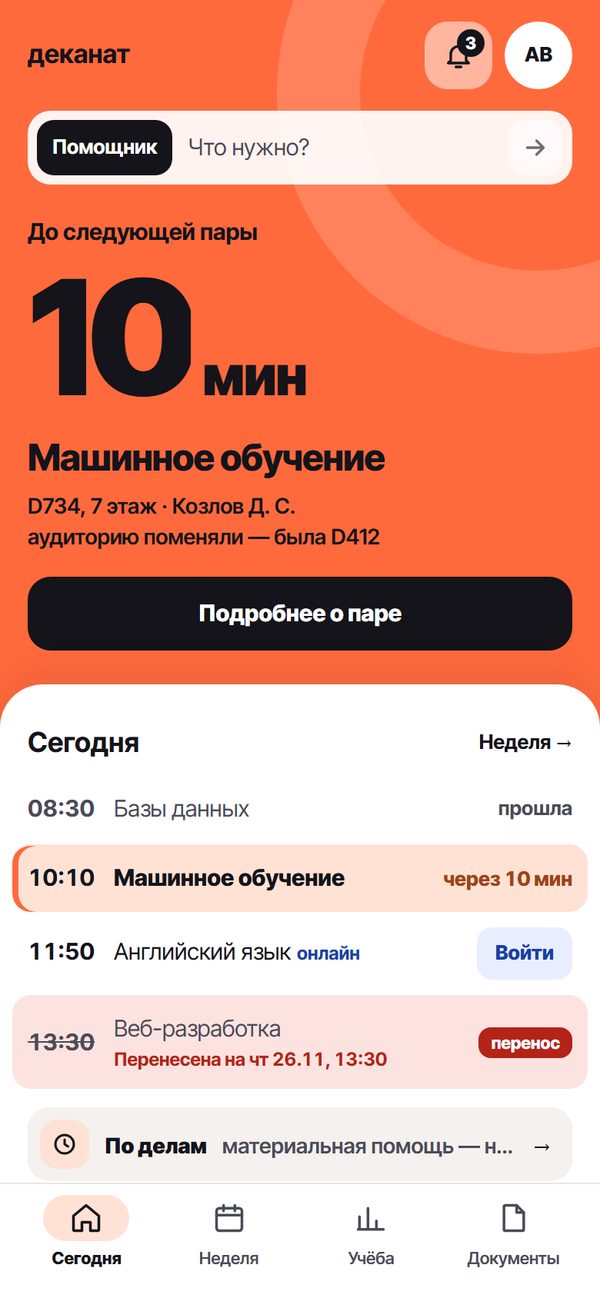 деканат
3
АВ
Помощник Что нужно?
До следующей пары
10 мин
Машинное обучение
D734, 7 этаж · Козлов Д. С.
аудиторию поменяли — была D412
Подробнее о паре
Сегодня Неделя →
08:30 Базы данных прошла
10:10 Машинное обучение через 10 мин
11:50 Английский язык онлайн Войти
13:30 Веб-разработка перенос
Перенесена на чт 26.11, 13:30
По делам материальная помощь — н... →
Сегодня Неделя Учёба Документы